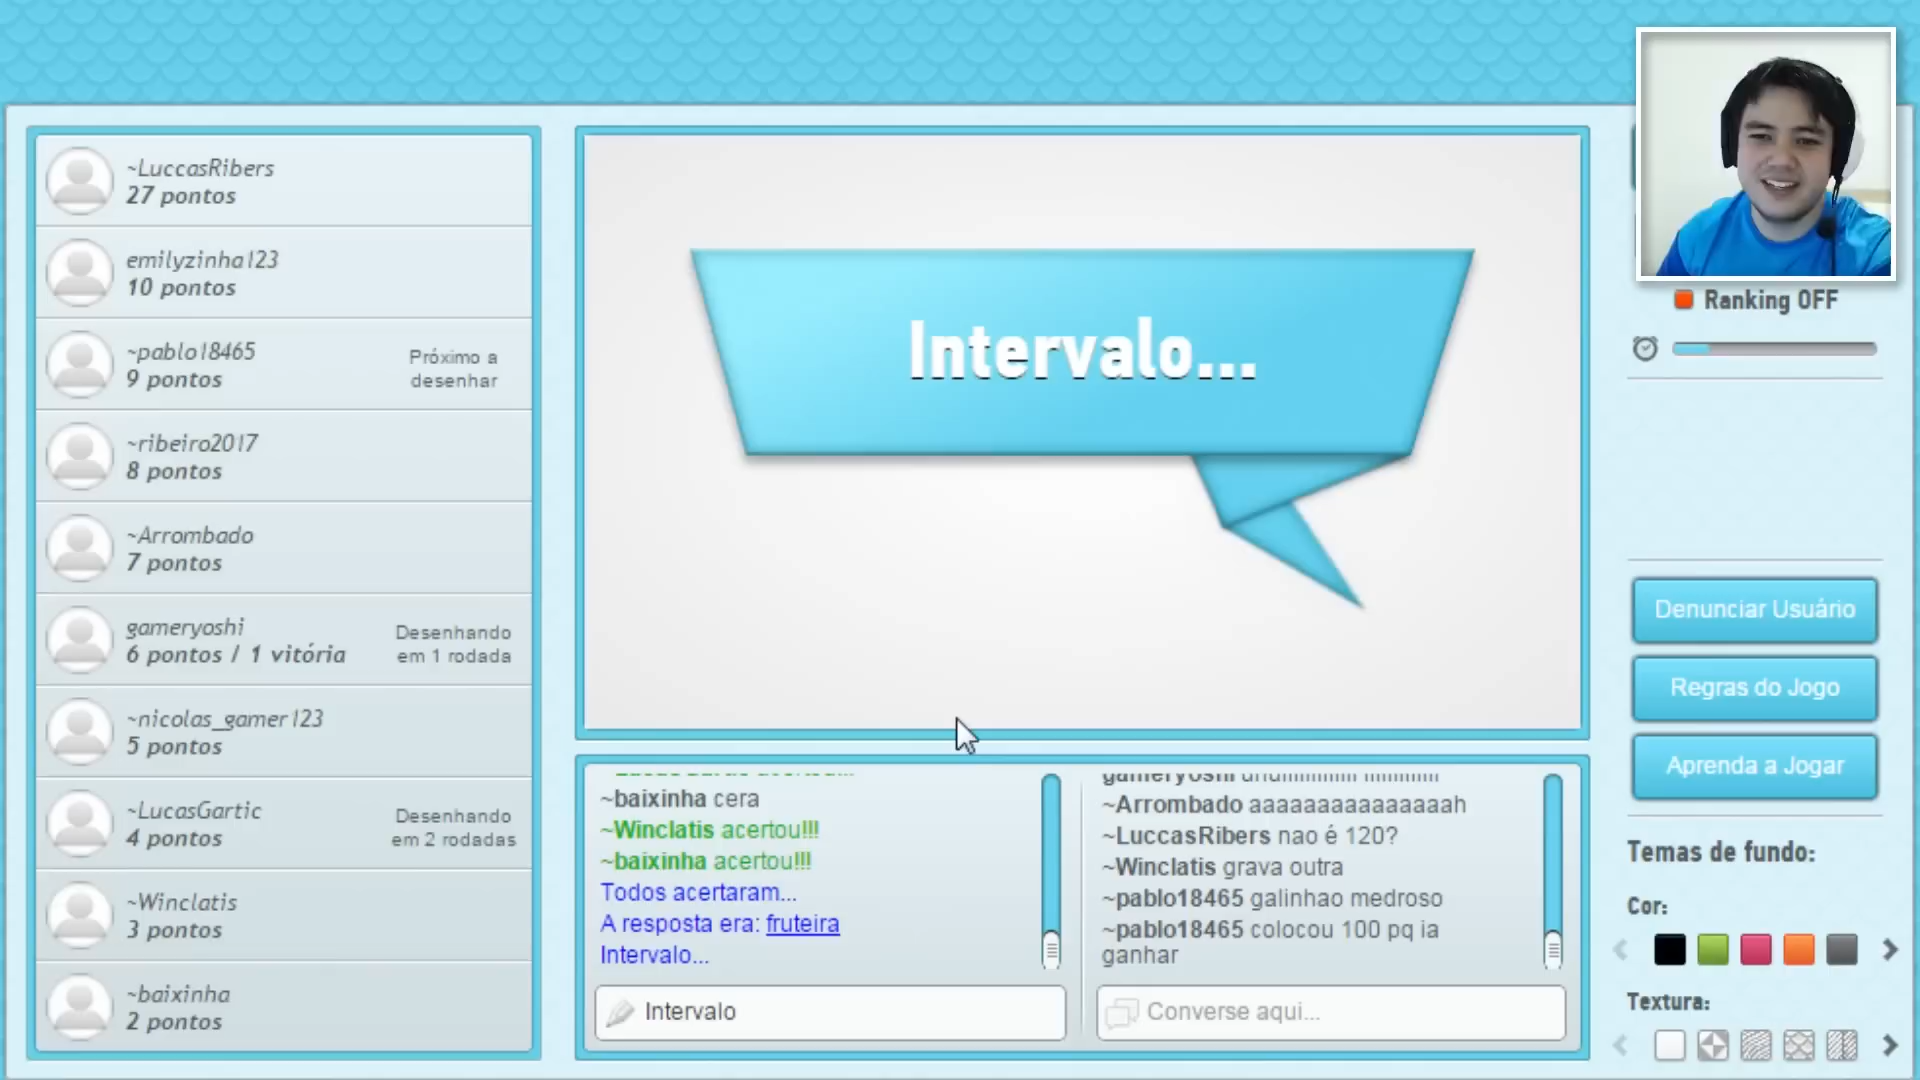 ~LuccasRibers
27 pontos
emilyzinha123
10 pontos
~pablo18465
9 pontos
Próximo a
desenhar
~ribeiro2017
8 pontos
~Arrombado
7 pontos
gameryoshi
6 pontos / 1 vitória
Desenhando
em 1 rodada
~nicolas_gamer123
5 pontos
~LucasGartic
4 pontos
Desenhando
em 2 rodadas
~Winclatis
3 pontos
~baixinha
2 pontos
Intervalo...
~baixinha cera
~Winclatis acertou!!!
~baixinha acertou!!!
Todos acertaram...
A resposta era: fruteira
Intervalo...
Intervalo
gameryoshi
~Arrombado aaaaaaaaaaaaaaah
~LuccasRibers nao é 120?
~Winclatis grava outra
~pablo18465 galinhao medroso
~pablo18465 colocou 100 pq ia
ganhar
Converse aqui...
Ranking OFF
Denunciar Usuário
Regras do Jogo
Aprenda a Jogar
Temas de fundo:
Cor:
Textura: